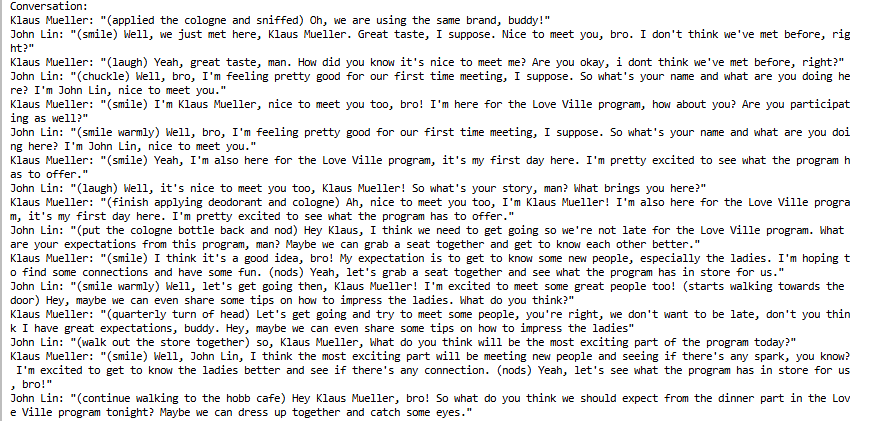 Conversation:
Klaus Mueller: "(applied the cologne and sniffed) Oh, we are using the same brand, buddy!"
John Lin: "(smile) Well, we just met here, Klaus Mueller. Great taste, I suppose. Nice to meet you, bro. I don't think we've met before, rig
ht?"
Klaus Mueller: "(laugh) Yeah, great taste, man. How did you know it's nice to meet me? Are you okay, i dont think we've met before, right?"
John Lin: "(chuckle) Well, bro, I'm feeling pretty good for our first time meeting, I suppose. So what's your name and what are you doing he
re? I'm John Lin, nice to meet you."
Klaus Mueller: "(smile) I'm Klaus Mueller, nice to meet you too, bro! I'm here for the Love Ville program, how about you? Are you participat
ing as well?"
John Lin: "(smile warmly) Well, bro, I'm feeling pretty good for our first time meeting, I suppose. So what's your name and what are you doi
ng here? I'm John Lin, nice to meet you."
Klaus Mueller: "(smile) Yeah, I'm also here for the Love Ville program, it's my first day here. I'm pretty excited to see what the program h
as to offer."
John Lin: "(laugh) Well, it's nice to meet you too, Klaus Mueller! So what's your story, man? What brings you here?"
Klaus Mueller: "(finish applying deodorant and cologne) Ah, nice to meet you too, I'm Klaus Mueller! I'm also here for the Love Ville progra
m, it's my first day here. I'm pretty excited to see what the program has to offer."
John Lin: "(put the cologne bottle back and nod) Hey Klaus, I think we need to get going so we're not late for the Love Ville program. What
are your expectations from this program, man? Maybe we can grab a seat together and get to know each other better."
Klaus Mueller: "(smile) I think it's a good idea, bro! My expectation is to get to know some new people, especially the ladies. I'm hoping t
o find some connections and have some fun. (nods) Yeah, let's grab a seat together and see what the program has in store for us."
John Lin: "(smile warmly) Well, let's get going then, Klaus Mueller! I'm excited to meet some great people too! (starts walking towards the
door) Hey, maybe we can even share some tips on how to impress the ladies. What do you think?"
Klaus Mueller: "(quarterly turn of head) Let's get going and try to meet some people, you're right, we don't want to be late, don't you thin
k I have great expectations, buddy. Hey, maybe we can even share some tips on how to impress the ladies"
John Lin: "(walk out the store together) so, Klaus Mueller, What do you think will be the most exciting part of the program today?"
Klaus Mueller: "(smile) Well, John Lin, I think the most exciting part will be meeting new people and seeing if there's any spark, you know?
I'm excited to get to know the ladies better and see if there's any connection. (nods) Yeah, let's see what the program has in store for us
, bro!"
John Lin: "(continue walking to the hobb cafe) Hey Klaus Mueller, bro! So what do you think we should expect from the dinner part in the Lov
e Ville program tonight? Maybe we can dress up together and catch some eyes."